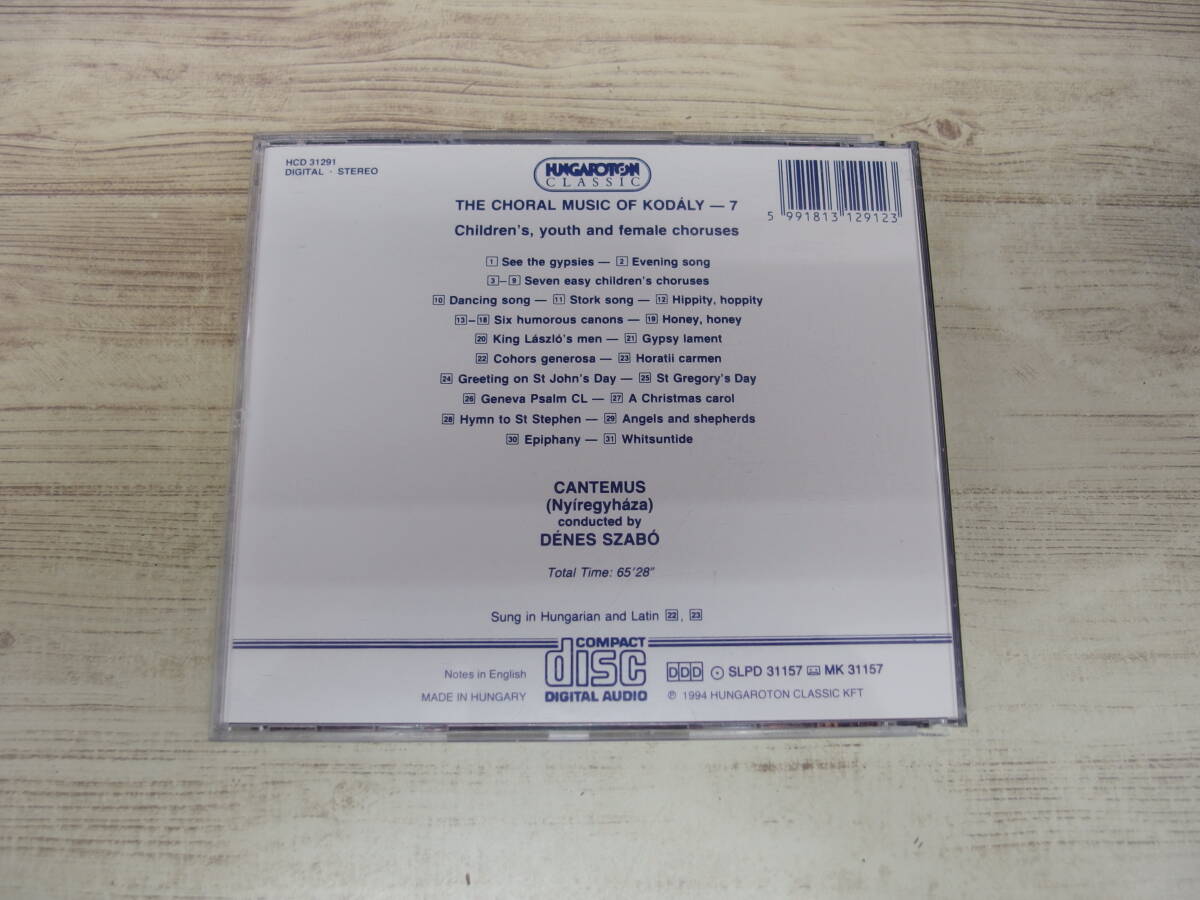 HCD 31291
DIGITAL · STEREO
HUNGAROTON
CLASSIC
5 991813 129123
THE CHORAL MUSIC OF KODÁLY — 7
Children's, youth and female choruses
1 See the gypsies — 2 Evening song
3–9 Seven easy children's choruses
10 Dancing song — 11 Stork song — 12 Hippity, hoppity
13–18 Six humorous canons — 19 Honey, honey
20 King László's men — 21 Gypsy lament
22 Cohors generosa — 23 Horatii carmen
24 Greeting on St John's Day — 25 St Gregory's Day
26 Geneva Psalm CL — 27 A Christmas carol
28 Hymn to St Stephen — 29 Angels and shepherds
30 Epiphany — 31 Whitsuntide
CANTEMUS
(Nyíregyháza)
conducted by
DÉNES SZABÓ
Total Time: 65'28"
Sung in Hungarian and Latin 22, 23
Notes in English
MADE IN HUNGARY
COMPACT
disc
DIGITAL AUDIO
DDD SLPD 31157 MK 31157
℗ 1994 HUNGAROTON CLASSIC KFT